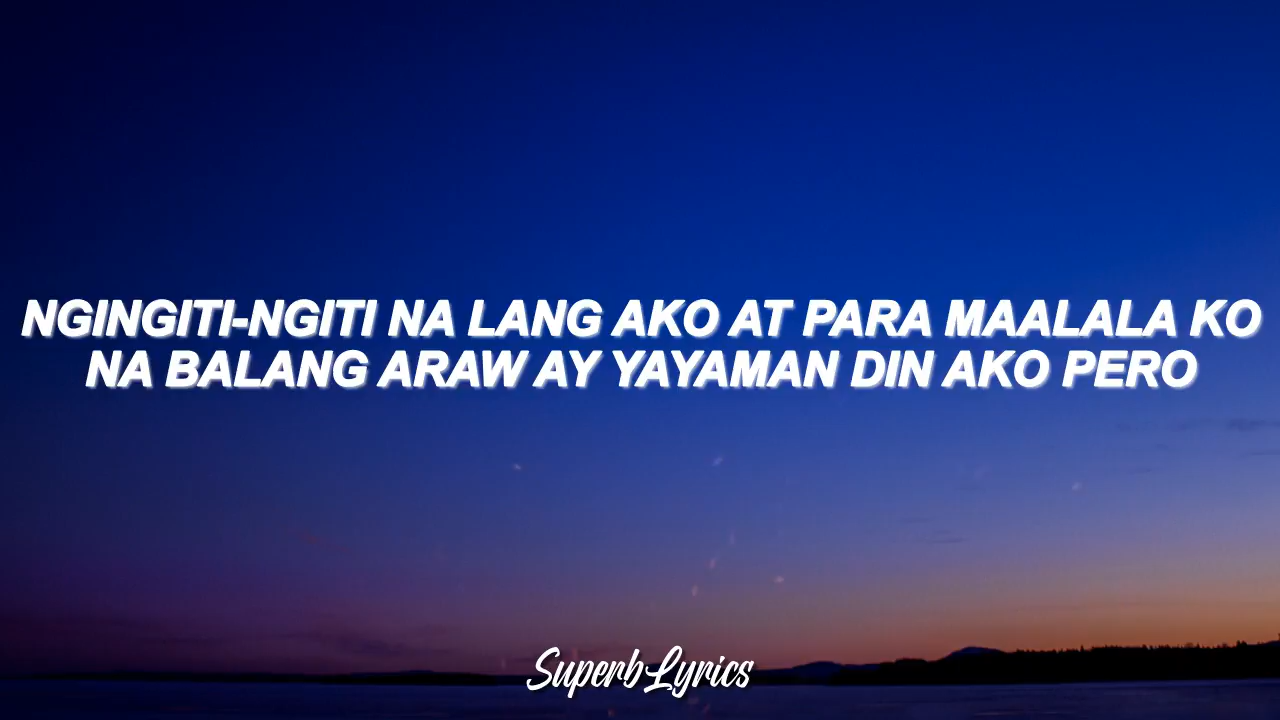 NGINGITI-NGITI NA LANG AKO AT PARA MAALALA KO
NA BALANG ARAW AY YAYAMAN DIN AKO PERO
SuperbLyrics